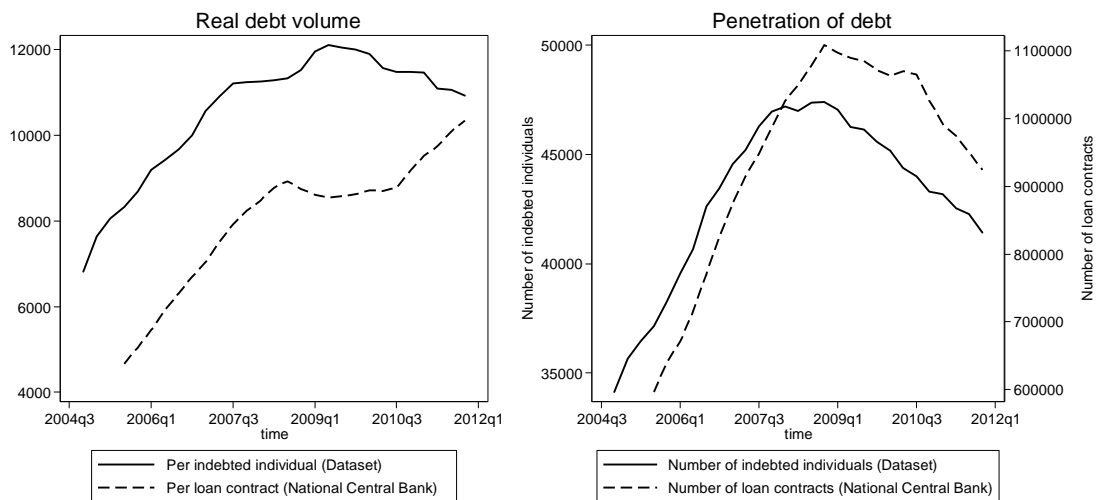 Real debt volume
12000
10000
8000
6000
4000
2004q3 2006q1 2007q3 2009q1 2010q3 2012q1
time
Per indebted individual (Dataset)
Per loan contract (National Central Bank)
Penetration of debt
Number of indebted individuals
50000
45000
40000
35000
1100000
1000000
900000
800000
700000
600000
Number of loan contracts
2004q3 2006q1 2007q3 2009q1 2010q3 2012q1
time
Number of indebted individuals (Dataset)
Number of loan contracts (National Central Bank)